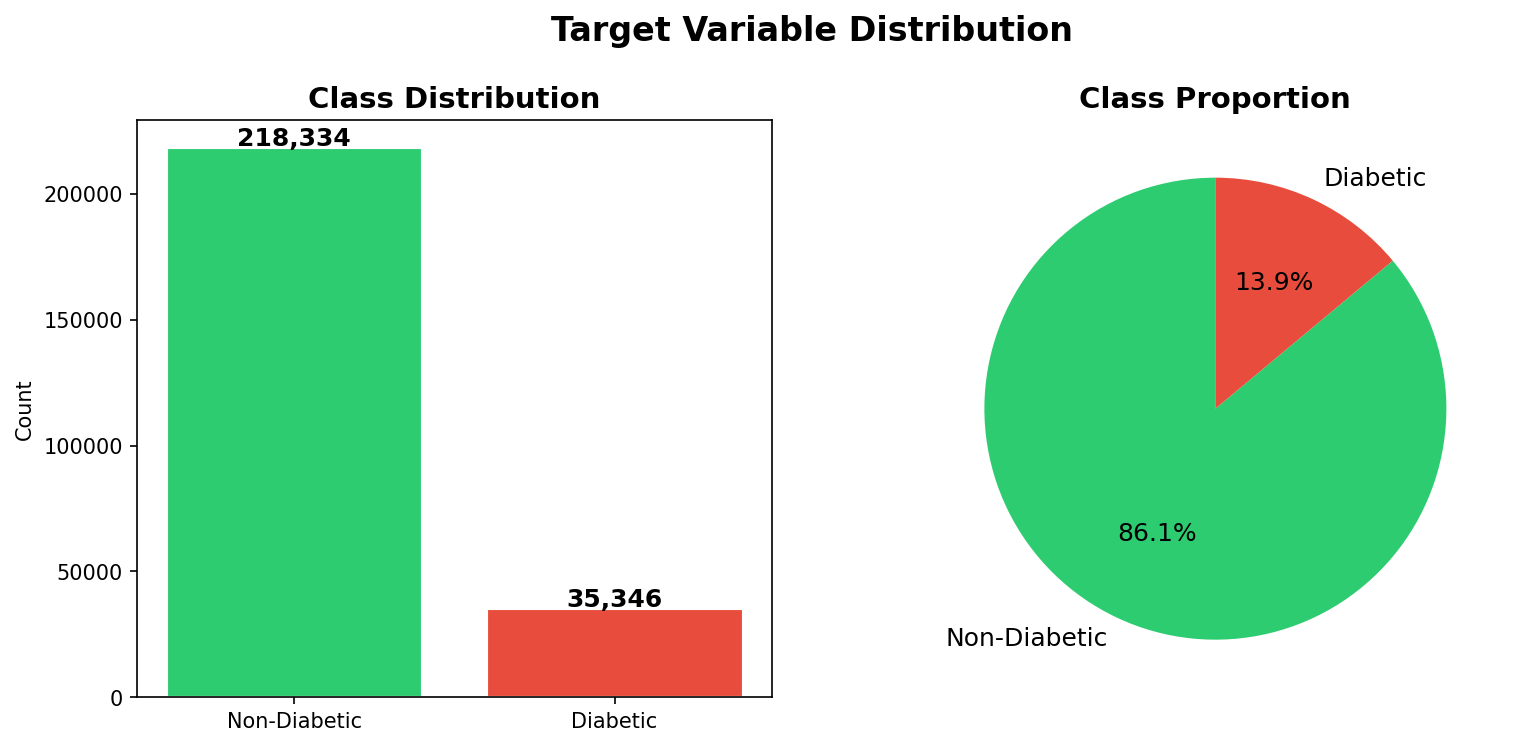 Target Variable Distribution
Class Distribution
218,334
200000
150000
100000
50000
0
Count
35,346
Non-Diabetic
Diabetic
Class Proportion
Diabetic
13.9%
86.1%
Non-Diabetic